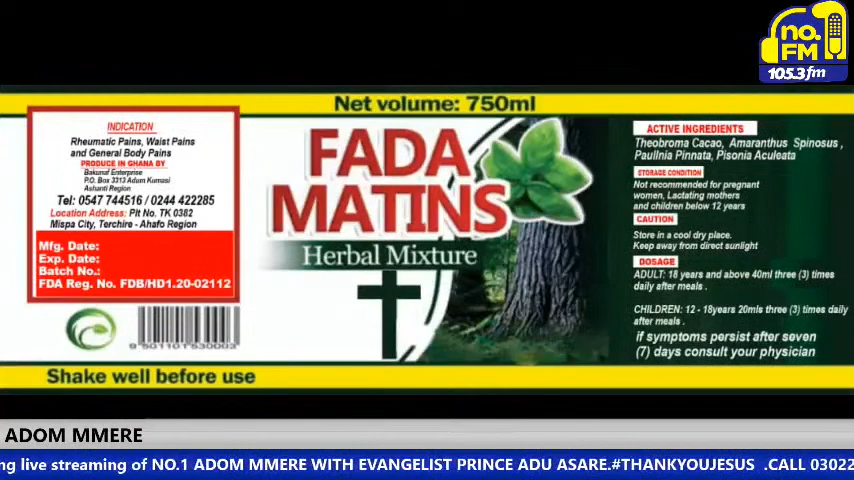 no.
FM
105.3fm
Net volume: 750ml
INDICATION
Rheumatic Pains, Waist Pains
and General Body Pains
PRODUCE IN GHANA BY
Bakunaf Enterprise
P.O. Box 3313 Adum Kumasi
Ashanti Region
Tel: 0547 744516 / 0244 422285
Location Address: Plt No. TK 0382
Mispa City, Terchire - Ahafo Region
Mfg. Date:
Exp. Date:
Batch No.:
FDA Reg. No. FDB/HD1.20-02112
9 501101 530003
FADA
MATINS
Herbal Mixture
ACTIVE INGREDIENTS
Theobroma Cacao, Amaranthus Spinosus ,
Paullnia Pinnata, Pisonia Aculeata
STORAGE CONDITION
Not recommended for pregnant
women, Lactating mothers
and children below 12 years
CAUTION
Store in a cool dry place.
Keep away from direct sunlight
DOSAGE
ADULT: 18 years and above 40ml three (3) times
daily after meals .
CHILDREN: 12 - 18years 20mls three (3) times daily
after meals .
if symptoms persist after seven
(7) days consult your physician
Shake well before use
ADOM MMERE
ng live streaming of NO.1 ADOM MMERE WITH EVANGELIST PRINCE ADU ASARE.#THANKYOUJESUS .CALL 03022